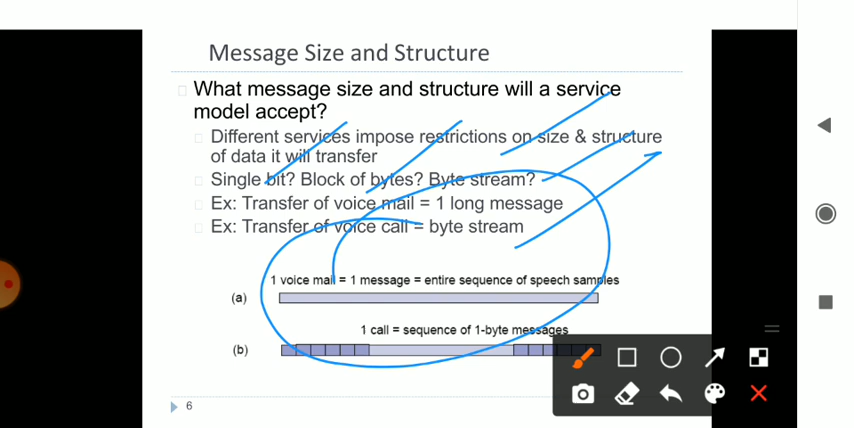 Message Size and Structure
What message size and structure will a service
model accept?
Different services impose restrictions on size & structure
of data it will transfer
Single bit? Block of bytes? Byte stream?
Ex: Transfer of voice mail = 1 long message
Ex: Transfer of voice call = byte stream
1 voice mail = 1 message = entire sequence of speech samples
(a)
1 call = sequence of 1-byte messages
(b)
6